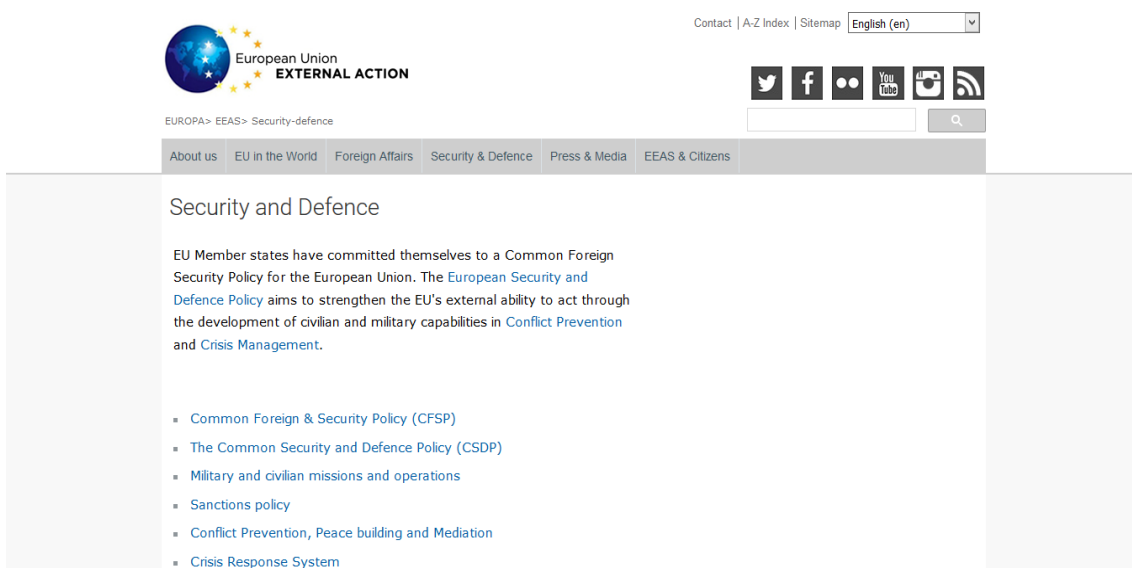 Contact | A-Z Index | Sitemap English (en)
European Union
EXTERNAL ACTION
You
Tube
EUROPA> EEAS> Security-defence
About us EU in the World Foreign Affairs Security & Defence Press & Media EEAS & Citizens
Security and Defence
EU Member states have committed themselves to a Common Foreign
Security Policy for the European Union. The European Security and
Defence Policy aims to strengthen the EU's external ability to act through
the development of civilian and military capabilities in Conflict Prevention
and Crisis Management.
Common Foreign & Security Policy (CFSP)
The Common Security and Defence Policy (CSDP)
Military and civilian missions and operations
Sanctions policy
Conflict Prevention, Peace building and Mediation
Crisis Response System